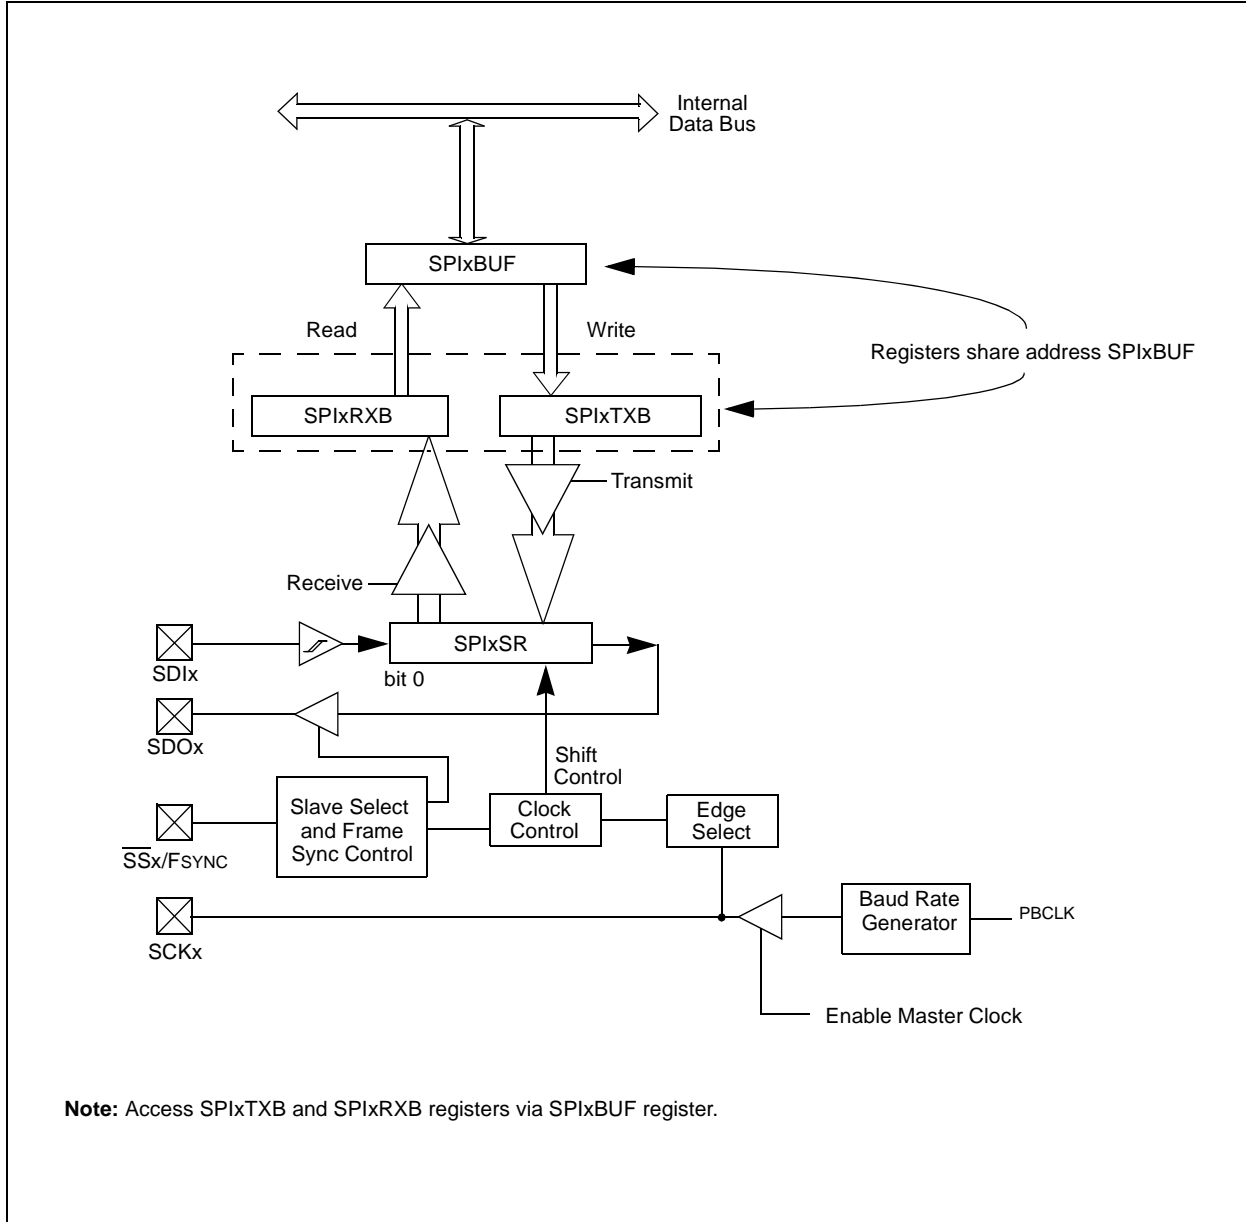 Internal
Data Bus
SPIxBUF
Read
Write
Registers share address SPIxBUF
SPIxRXB
SPIxTXB
Transmit
Receive
SDIx
SPIxSR
bit 0
SDOx
Shift
Control
Slave Select
and Frame
Sync Control
Clock
Control
Edge
Select
SSx/FSYNC
Baud Rate
Generator
PBCLK
SCKx
Enable Master Clock
Note: Access SPIxTXB and SPIxRXB registers via SPIxBUF register.